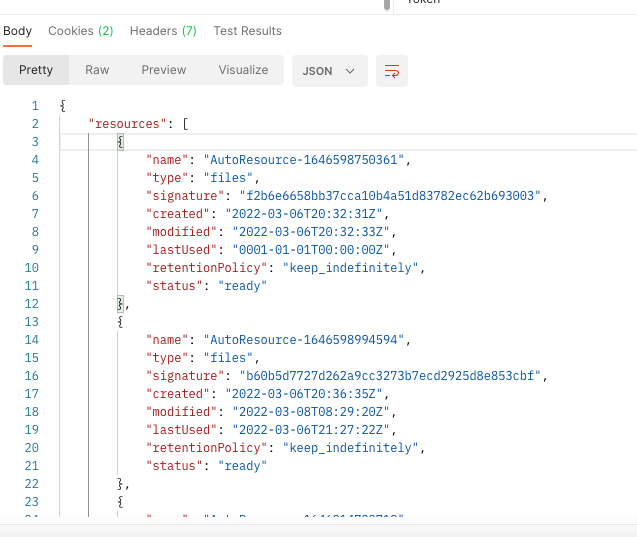 Token
Body Cookies (2) Headers (7) Test Results
Pretty Raw Preview Visualize JSON
1 {
2 "resources": [
3 {
4 "name": "AutoResource-1646598750361",
5 "type": "files",
6 "signature": "f2b6e6658bb37cca10b4a51d83782ec62b693003",
7 "created": "2022-03-06T20:32:31Z",
8 "modified": "2022-03-06T20:32:33Z",
9 "lastUsed": "0001-01-01T00:00:00Z",
10 "retentionPolicy": "keep_indefinitely",
11 "status": "ready"
12 },
13 {
14 "name": "AutoResource-1646598994594",
15 "type": "files",
16 "signature": "b60b5d7727d262a9cc3273b7ecd2925d8e853cbf",
17 "created": "2022-03-06T20:36:35Z",
18 "modified": "2022-03-08T08:29:20Z",
19 "lastUsed": "2022-03-06T21:27:22Z",
20 "retentionPolicy": "keep_indefinitely",
21 "status": "ready"
22 },
23 {